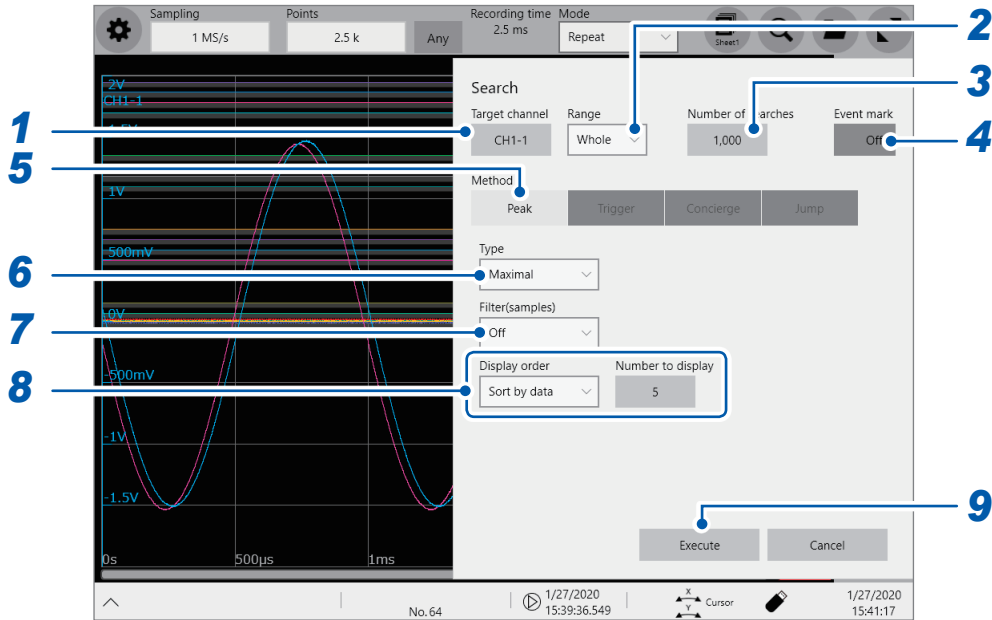 Sampling
1 MS/s
Points
2.5 k
Any
Recording time
2.5 ms
Mode
Repeat
Sheet1
2
3
4
1
5
6
7
8
9
2V
CH1-1
1V
500mV
0V
-500mV
-1V
-1.5V
0s 500µs 1ms
Search
Target channel Range Number of searches Event mark
CH1-1 Whole 1,000 Off
Method
Peak Trigger Concierge Jump
Type
Maximal
Filter(samples)
Off
Display order Number to display
Sort by data 5
Execute Cancel
No. 64
1/27/2020
15:39:36.549
X
Y
Cursor
1/27/2020
15:41:17